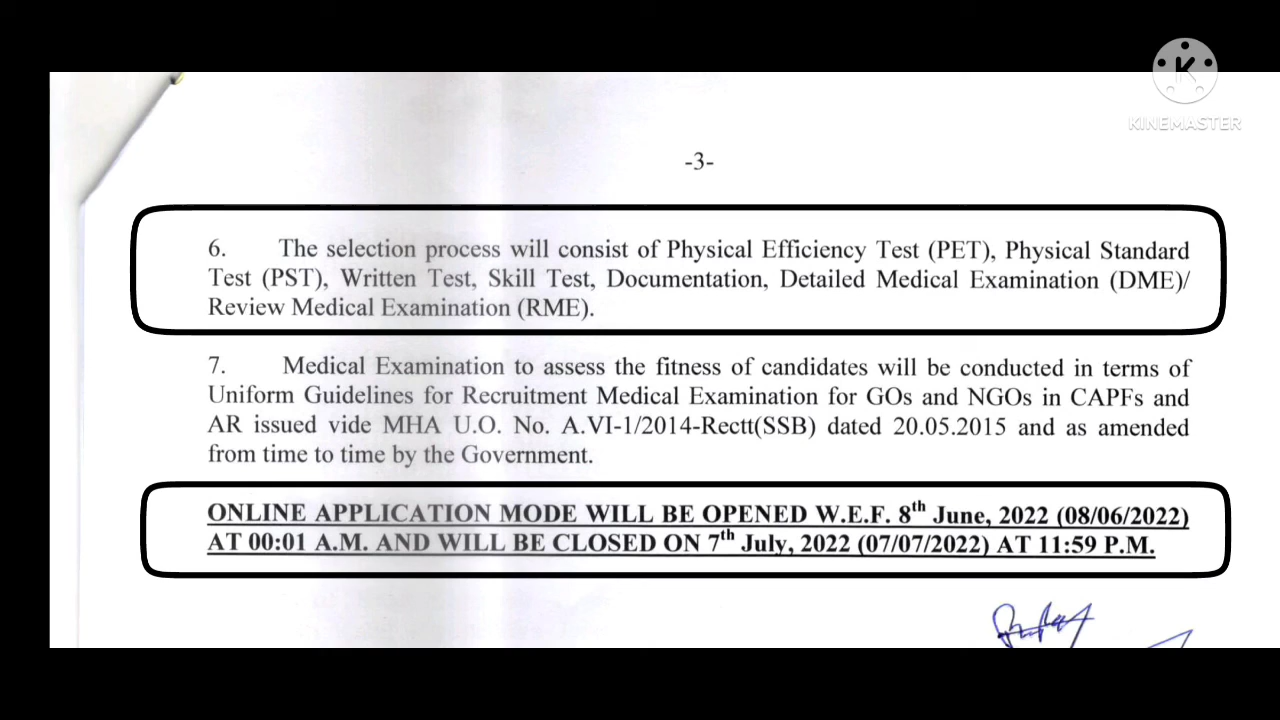 KINEMASTER
-3-
6. The selection process will consist of Physical Efficiency Test (PET), Physical Standard
Test (PST), Written Test, Skill Test, Documentation, Detailed Medical Examination (DME)/
Review Medical Examination (RME).
7. Medical Examination to assess the fitness of candidates will be conducted in terms of
Uniform Guidelines for Recruitment Medical Examination for GOs and NGOs in CAPFs and
AR issued vide MHA U.O. No. A.VI-1/2014-Rectt(SSB) dated 20.05.2015 and as amended
from time to time by the Government.
ONLINE APPLICATION MODE WILL BE OPENED W.E.F. 8th June, 2022 (08/06/2022)
AT 00:01 A.M. AND WILL BE CLOSED ON 7th July, 2022 (07/07/2022) AT 11:59 P.M.